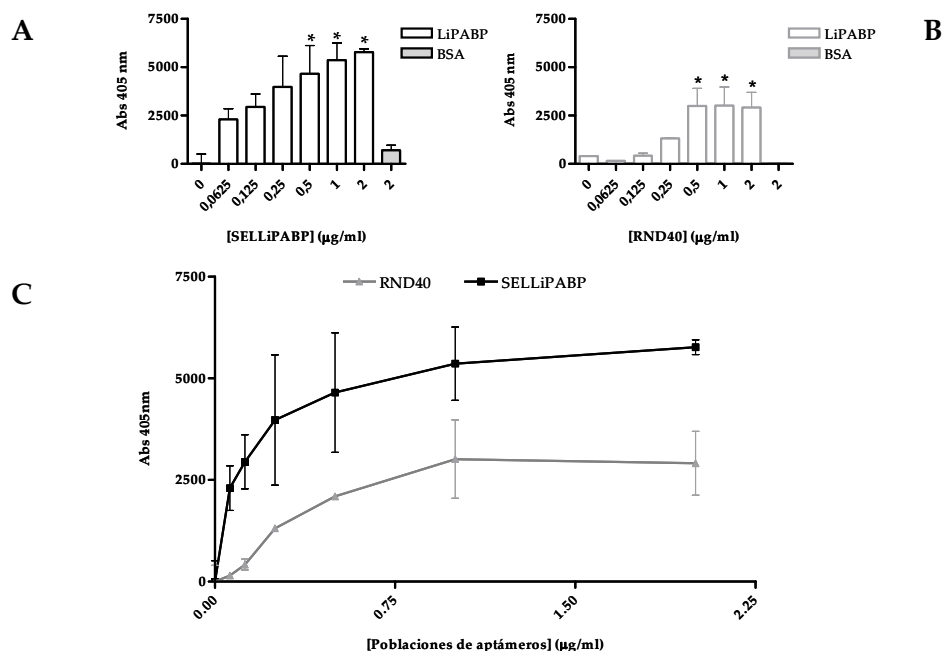 A
Abs 405 nm
7500
5000
2500
0
* * *
LiPABP
BSA
0 0,0625 0,125 0,25 0,5 1 2 2
[SELLiPABP] (µg/ml)
B
Abs 405 nm
7500
5000
2500
0
* * *
LiPABP
BSA
0 0,0625 0,125 0,25 0,5 1 2 2
[RND40] (µg/ml)
C
RND40 SELLiPABP
Abs 405nm
7500
5000
2500
0
0.00 0.75 1.50 2.25
[Poblaciones de aptámeros] (µg/ml)